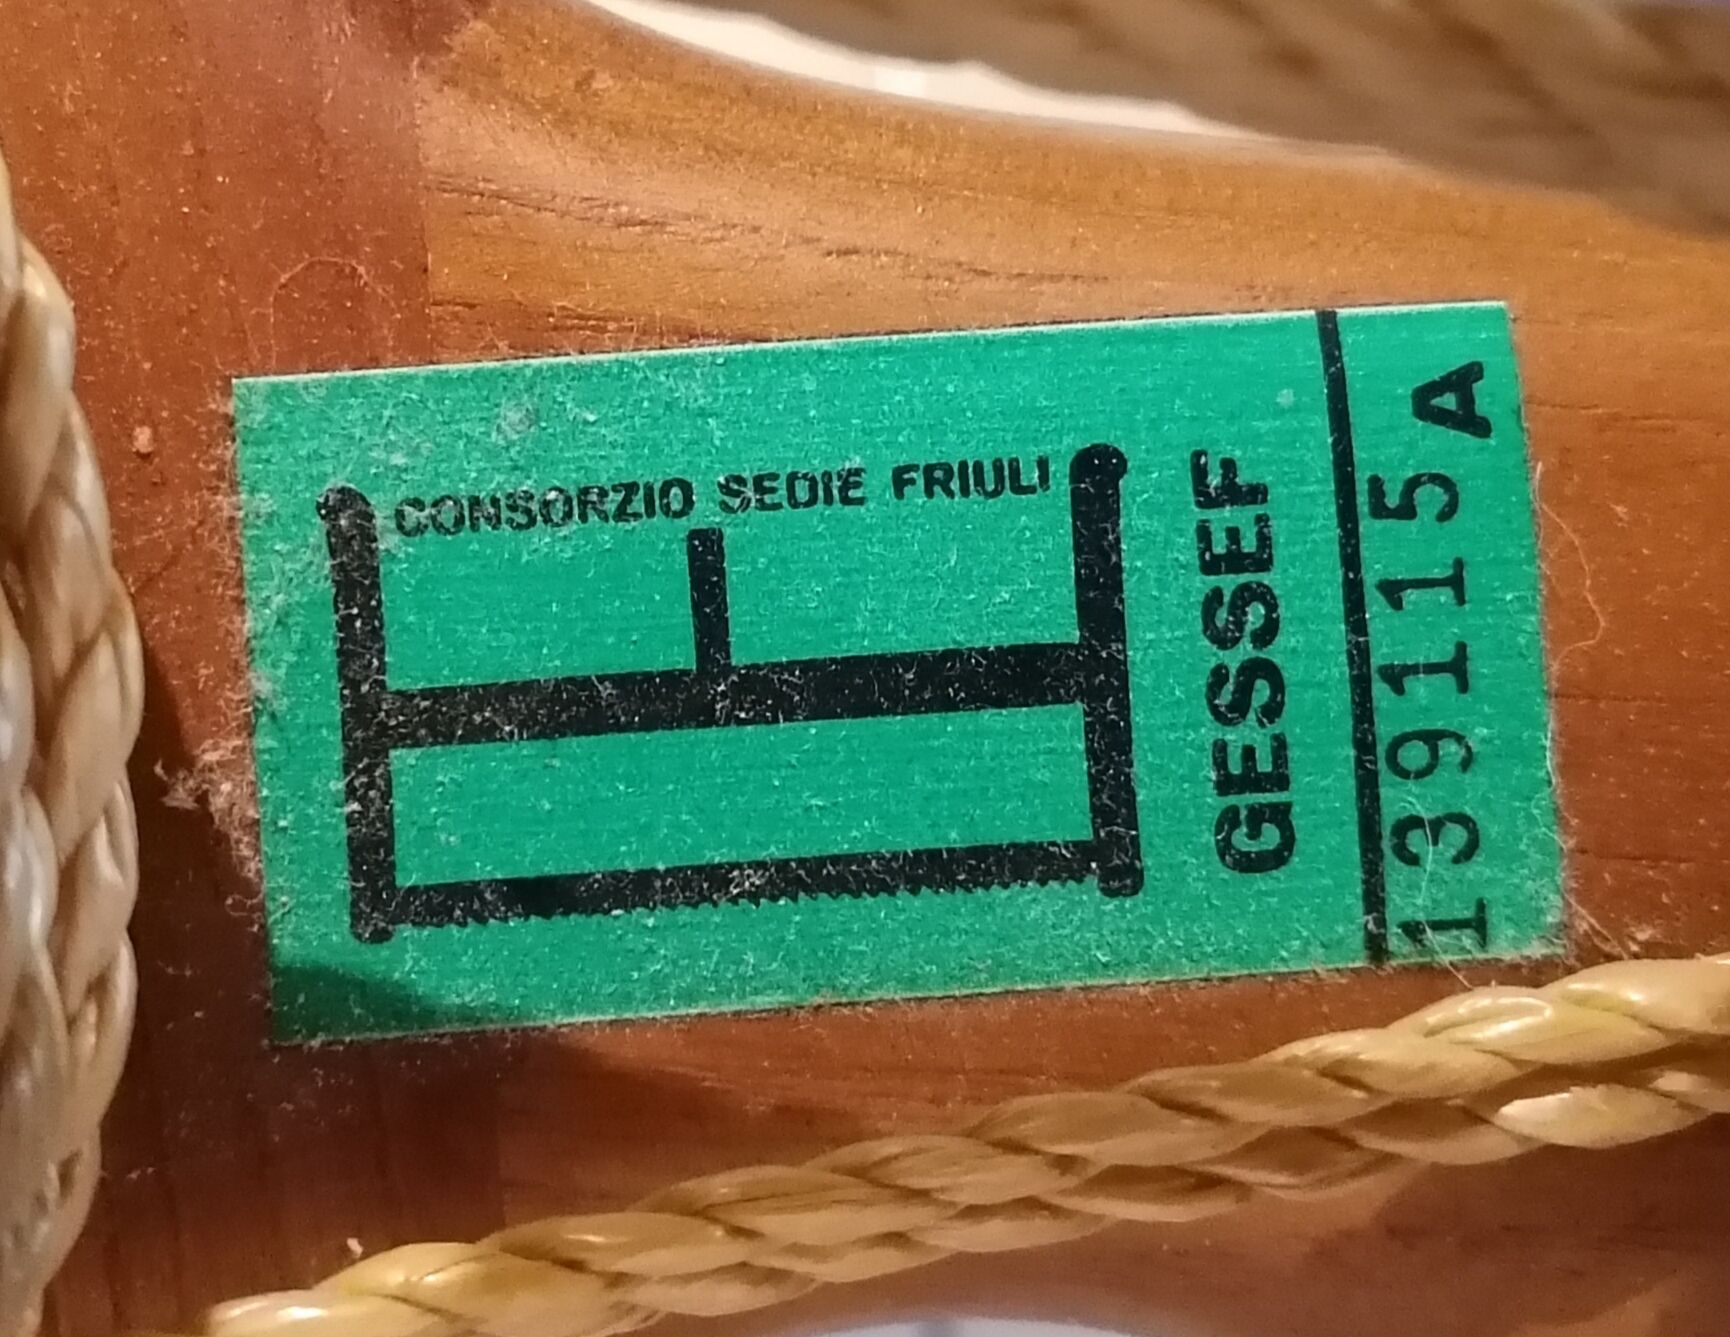 CONSORZIO SEDIE FRIULI
GESSEF
139115 A